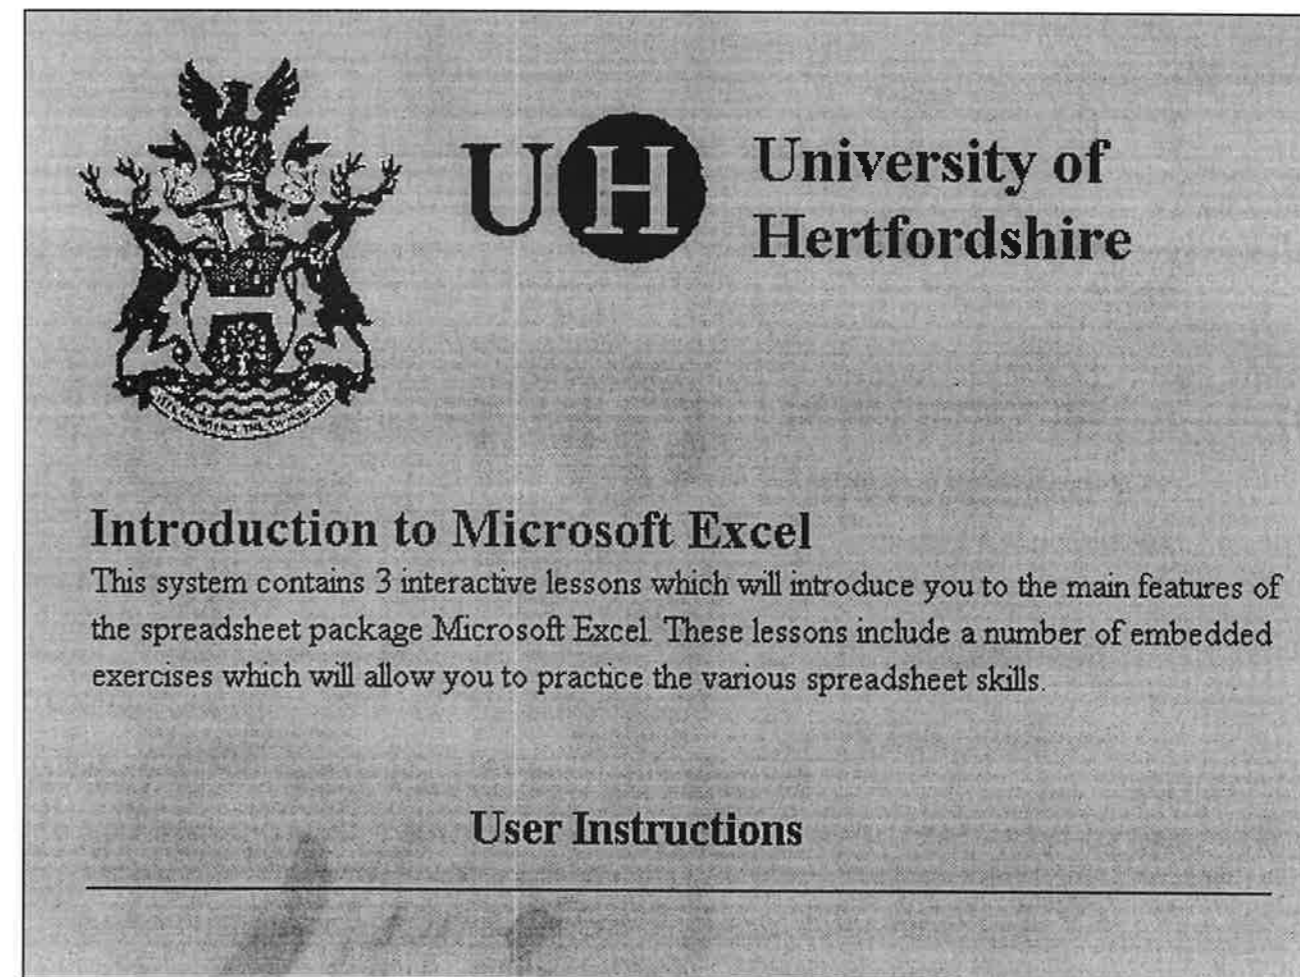 UH
University of
Hertfordshire
Introduction to Microsoft Excel
This system contains 3 interactive lessons which will introduce you to the main features of
the spreadsheet package Microsoft Excel. These lessons include a number of embedded
exercises which will allow you to practice the various spreadsheet skills.
User Instructions